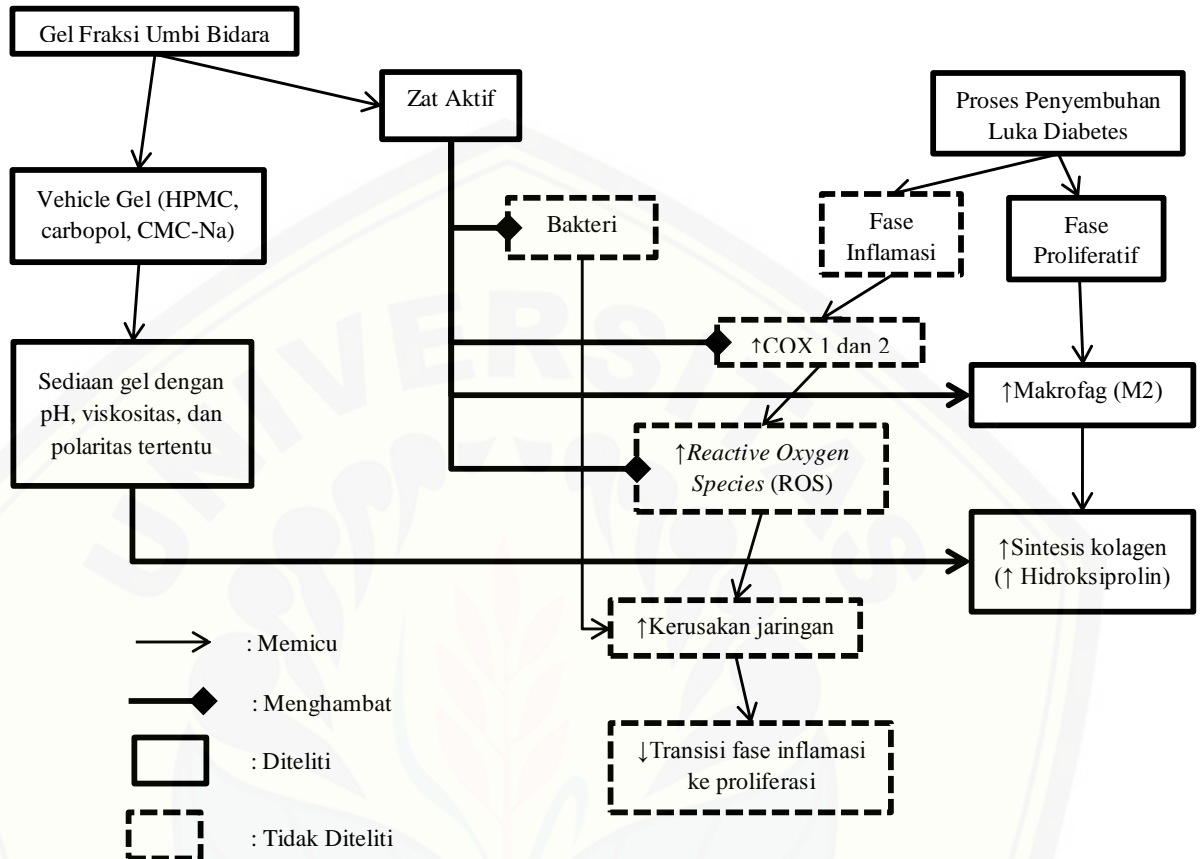 Gel Fraksi Umbi Bidara
Zat Aktif
Proses Penyembuhan
Luka Diabetes
Vehicle Gel (HPMC,
carbopol, CMC-Na)
Bakteri
Fase
Inflamasi
Fase
Proliferatif
↑COX 1 dan 2
Sediaan gel dengan
pH, viskositas, dan
polaritas tertentu
↑Makrofag (M2)
↑Reactive Oxygen
Species (ROS)
↑Sintesis kolagen
(↑ Hidroksiprolin)
↑Kerusakan jaringan
↓Transisi fase inflamasi
ke proliferasi
: Memicu
: Menghambat
: Diteliti
: Tidak Diteliti
UNIVERSITAS